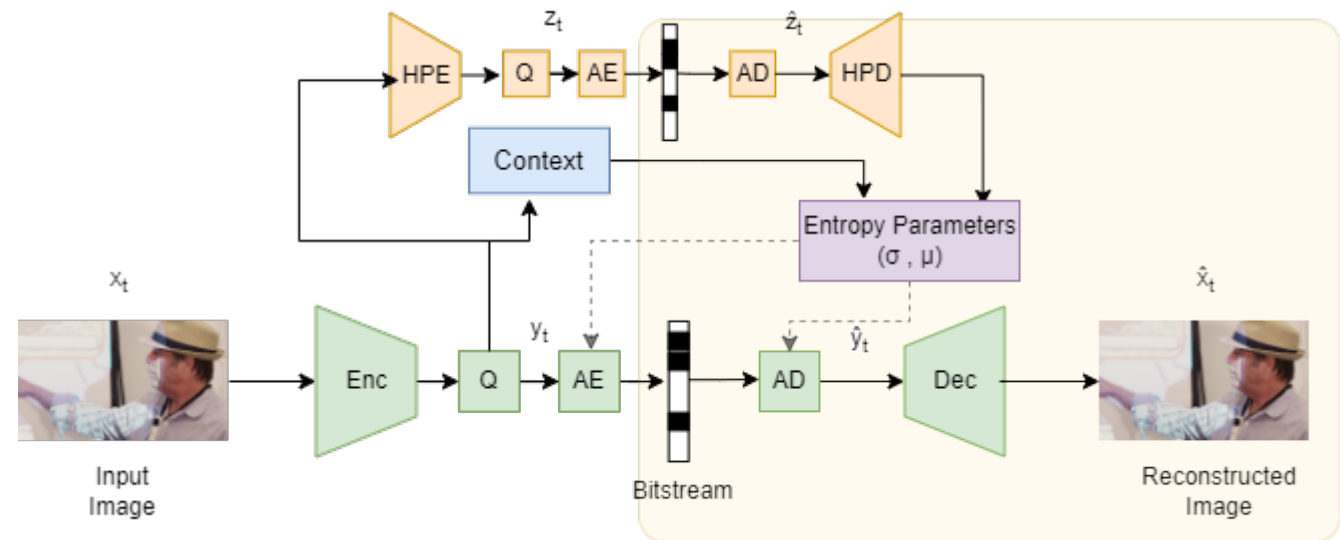 z_t
ẑ_t
HPE
Q
AE
AD
HPD
Context
Entropy Parameters
(σ , μ)
x_t
x̂_t
y_t
ŷ_t
Enc
Q
AE
AD
Dec
Input
Image
Bitstream
Reconstructed
Image